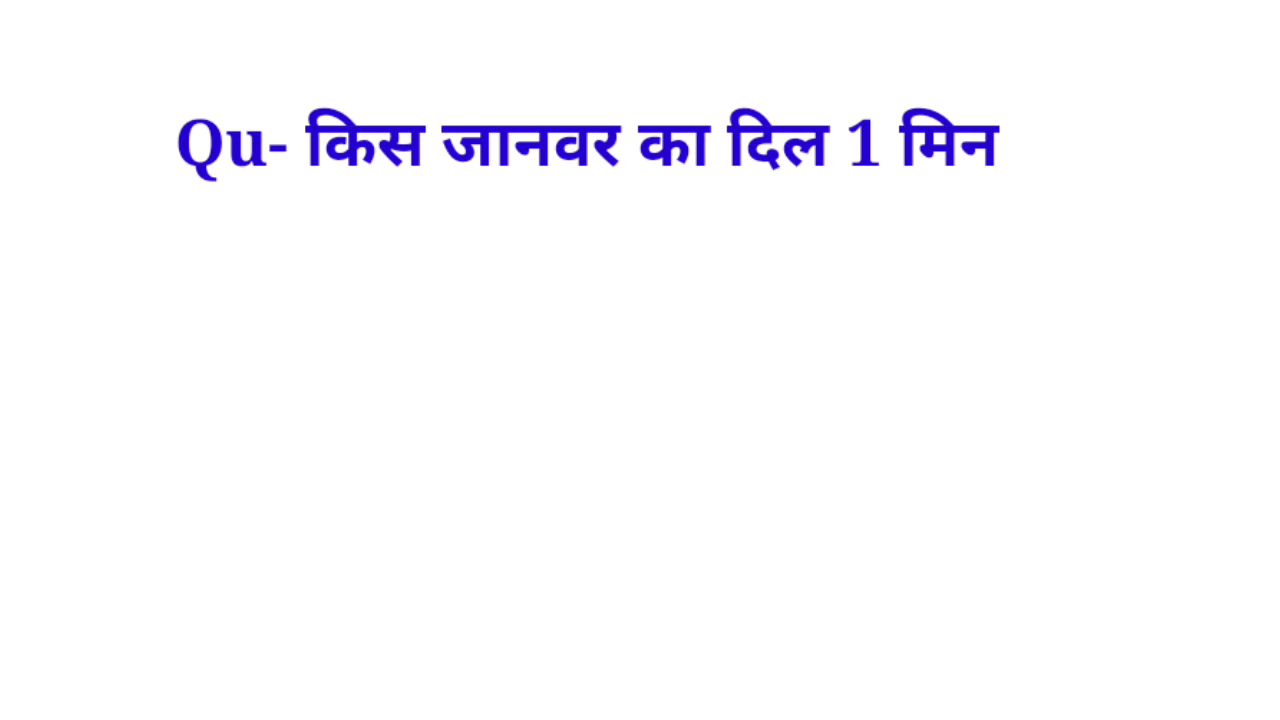 Qu- किस जानवर का दिल 1 मिन